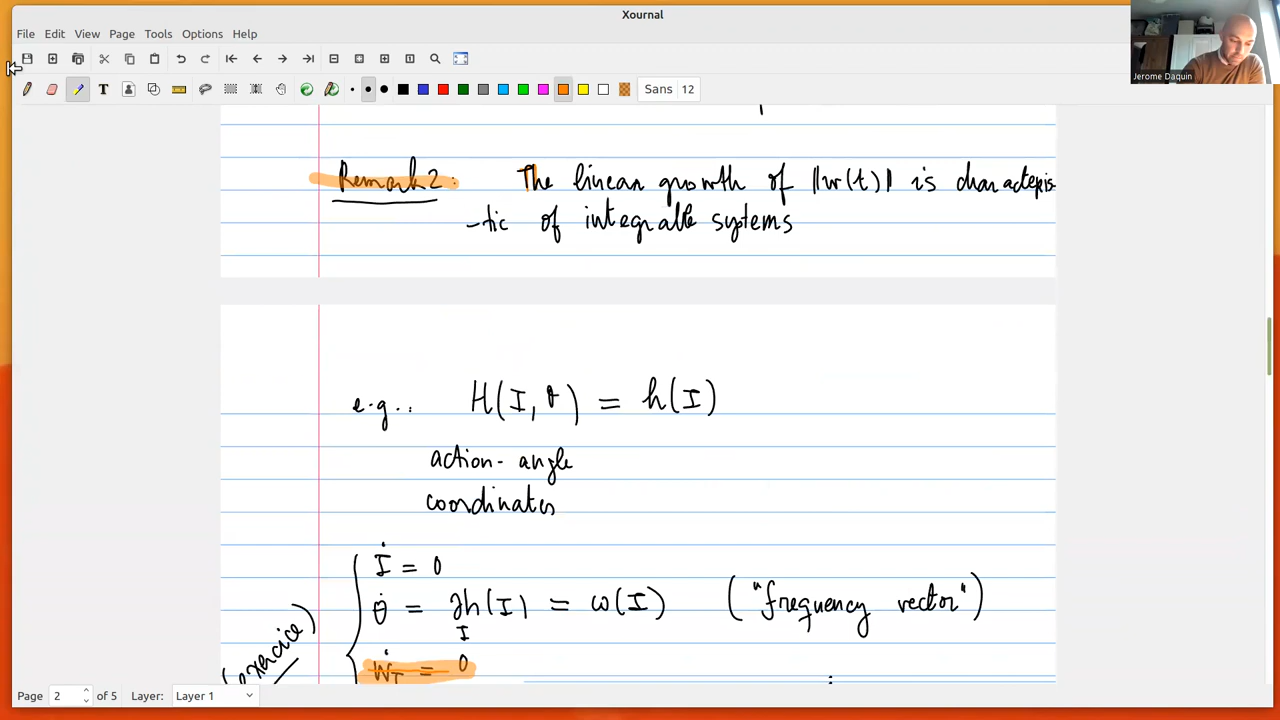 Xournal
File Edit View Page Tools Options Help
Sans 12
Jerome Daquin
Remark 2: The linear growth of ||w(t)|| is characteris
-tic of integrable systems
e.g.: H(I, θ) = h(I)
action-angle
coordinates
İ = 0
θ̇ = ∂h(I) = ω(I) ("frequency vector")
I
(exercice)
ẇ_I = 0
Page 2 of 5 Layer: Layer 1